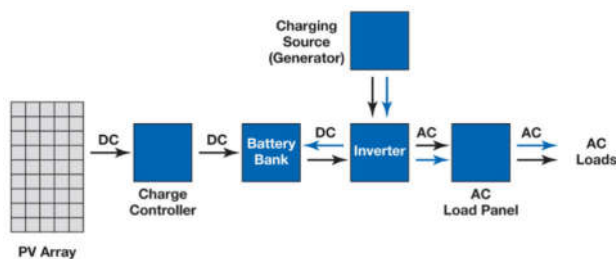 Charging
Source
(Generator)
DC
DC
Battery
Bank
DC
Inverter
AC
AC
AC
Loads
Charge
Controller
AC
Load Panel
PV Array